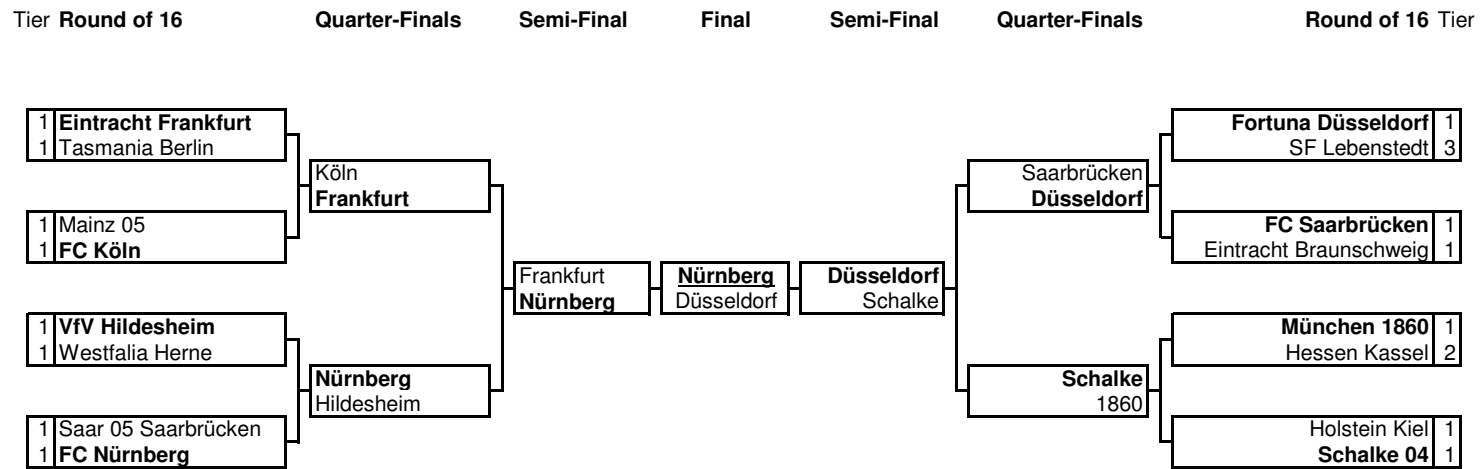 Tier Round of 16 Quarter-Finals Semi-Final Final Semi-Final Quarter-Finals Round of 16 Tier
1 Eintracht Frankfurt
1 Tasmania Berlin
Köln
Frankfurt
1 Mainz 05
1 FC Köln
Frankfurt
Nürnberg
1 VfV Hildesheim
1 Westfalia Herne
Nürnberg
Hildesheim
1 Saar 05 Saarbrücken
1 FC Nürnberg
Nürnberg
Düsseldorf
Düsseldorf
Schalke
Fortuna Düsseldorf 1
SF Lebenstedt 3
Saarbrücken
Düsseldorf
FC Saarbrücken 1
Eintracht Braunschweig 1
München 1860 1
Hessen Kassel 2
Schalke
1860
Holstein Kiel 1
Schalke 04 1